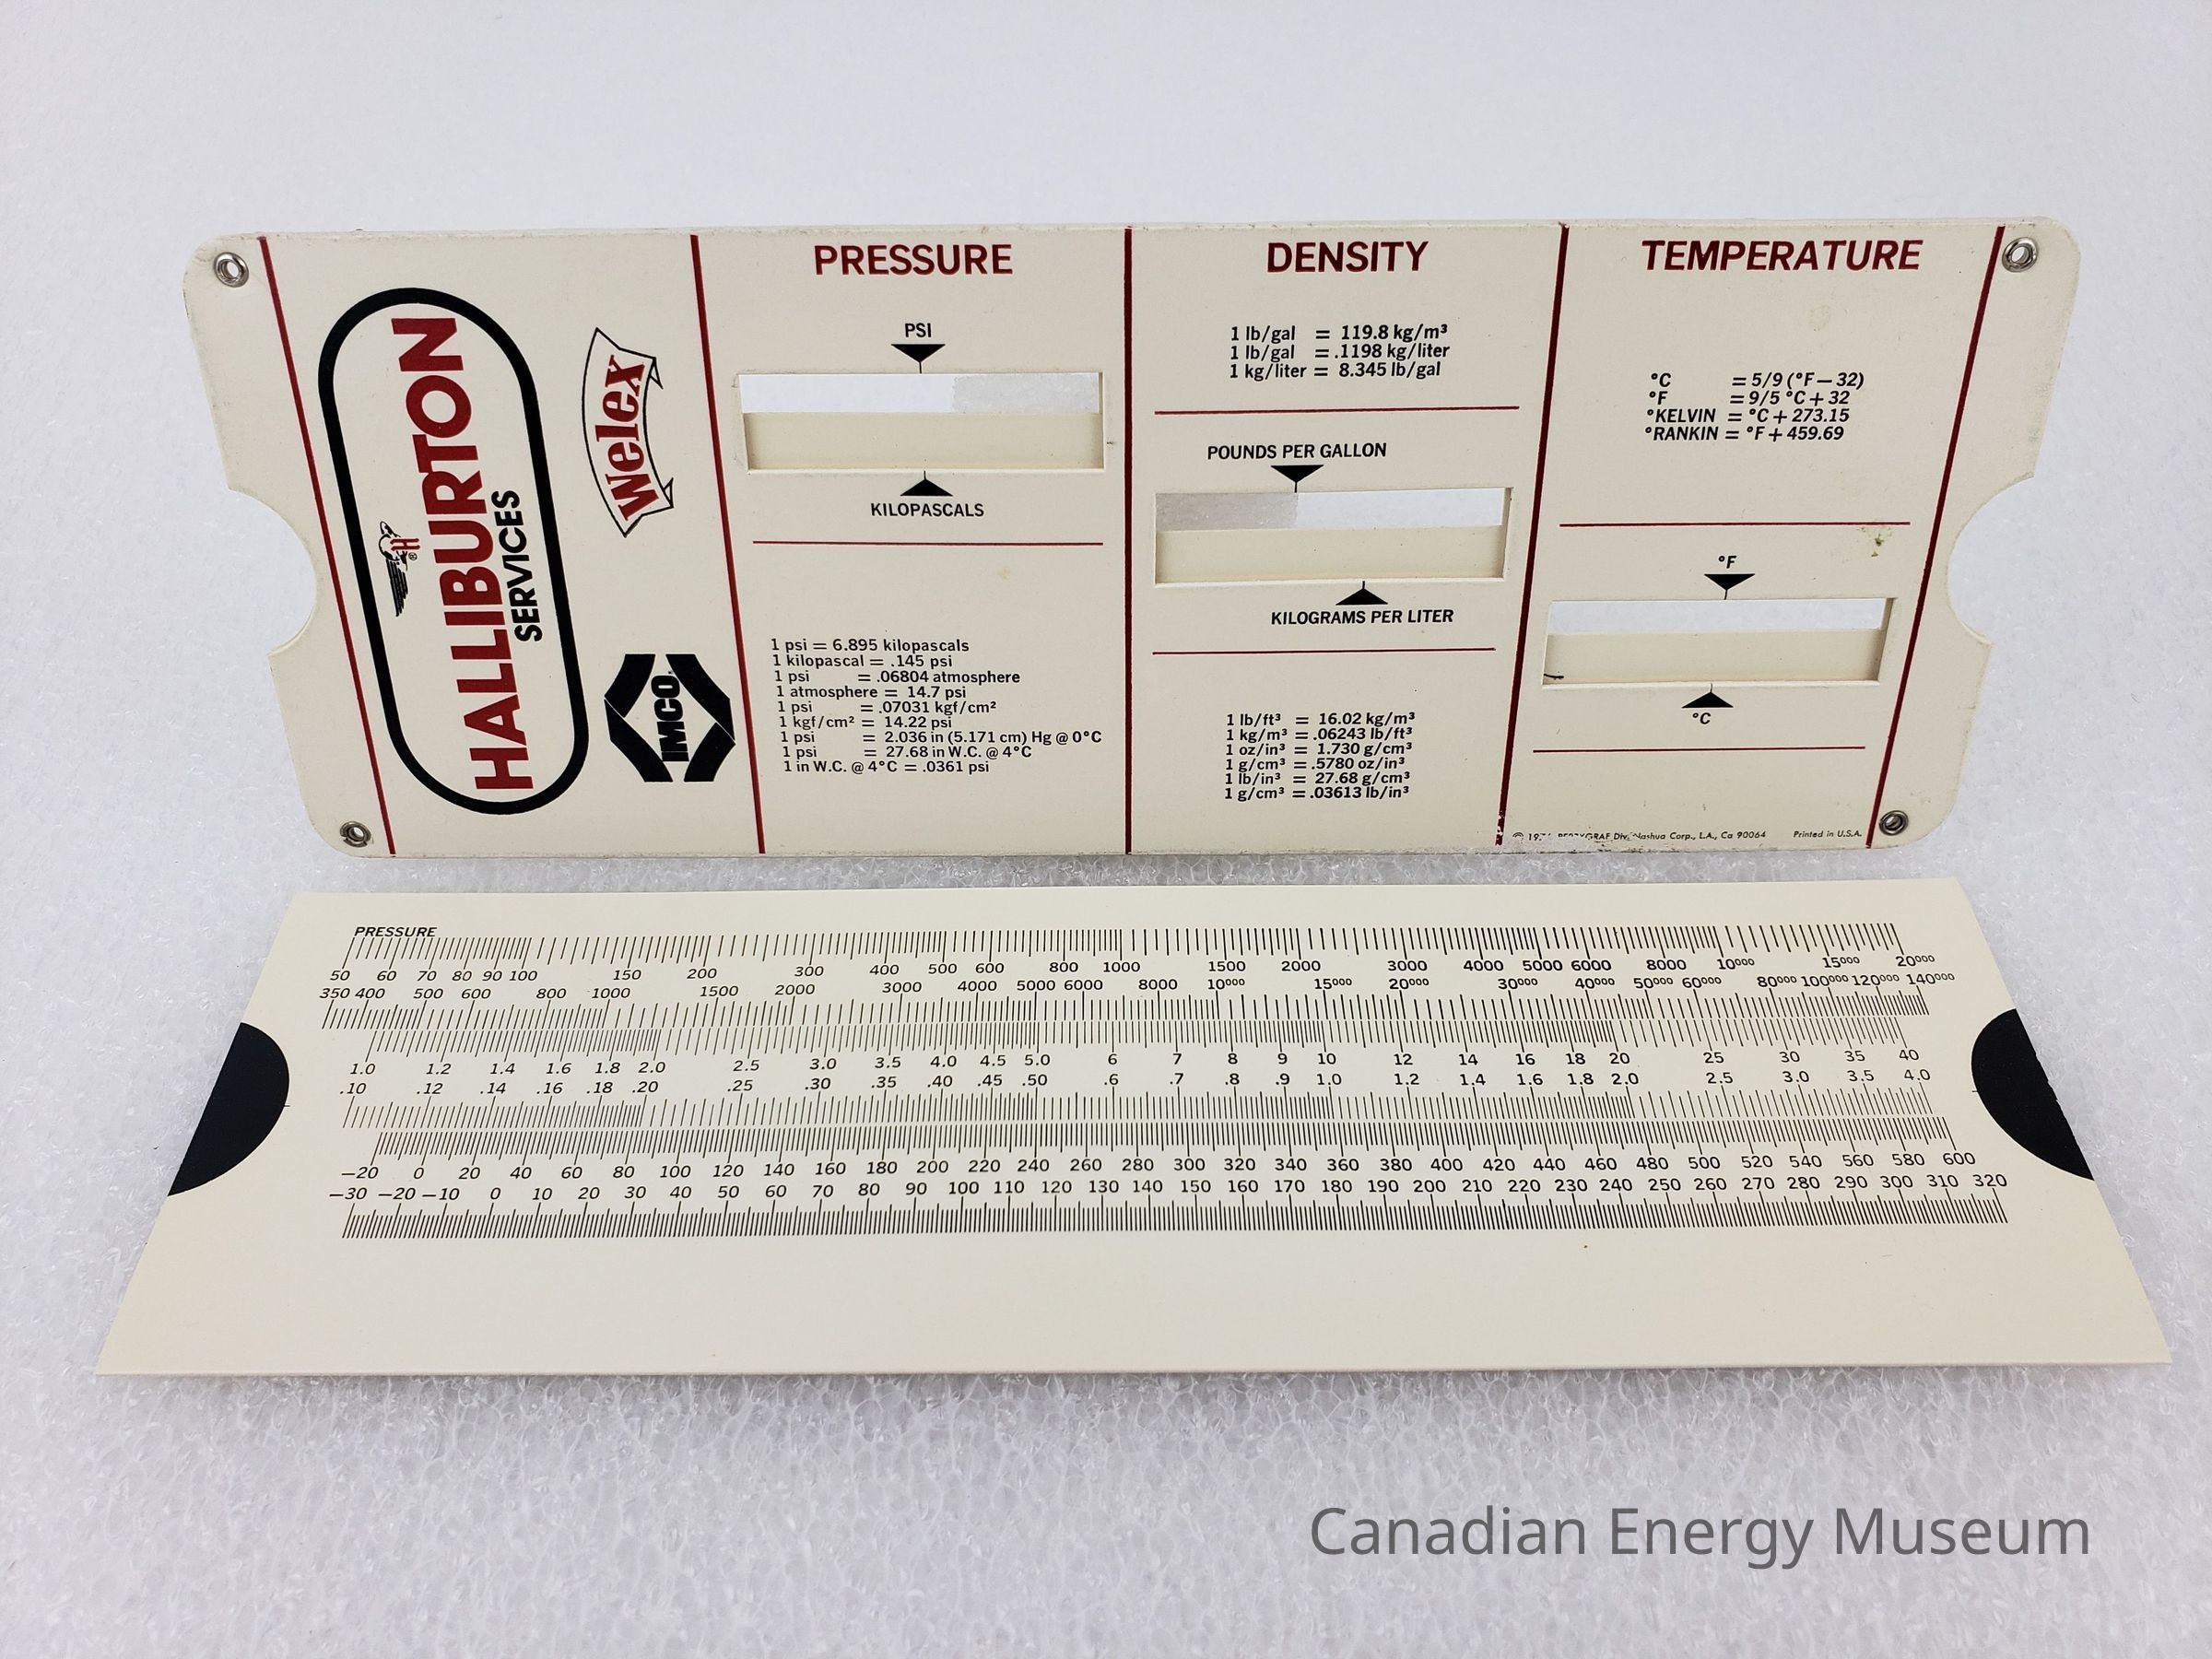 HALLIBURTON
SERVICES
H®
Welex
IMCO
PRESSURE
PSI
KILOPASCALS
1 psi = 6.895 kilopascals
1 kilopascal = .145 psi
1 psi = .06804 atmosphere
1 atmosphere = 14.7 psi
1 psi = .07031 kgf/cm²
1 kgf/cm² = 14.22 psi
1 psi = 2.036 in (5.171 cm) Hg @ 0°C
1 psi = 27.68 in W.C. @ 4°C
1 in W.C. @ 4°C = .0361 psi
DENSITY
1 lb/gal = 119.8 kg/m³
1 lb/gal = .1198 kg/liter
1 kg/liter = 8.345 lb/gal
POUNDS PER GALLON
KILOGRAMS PER LITER
1 lb/ft³ = 16.02 kg/m³
1 kg/m³ = .06243 lb/ft³
1 oz/in³ = 1.730 g/cm³
1 g/cm³ = .5780 oz/in³
1 lb/in³ = 27.68 g/cm³
1 g/cm³ = .03613 lb/in³
TEMPERATURE
°C = 5/9 (°F – 32)
°F = 9/5 °C + 32
°KELVIN = °C + 273.15
°RANKIN = °F + 459.69
°F
°C
© Div. Nashua Corp., L.A., Ca 90064 Printed in U.S.A.
PRESSURE
50 60 70 80 90 100 150 200 300 400 500 600 800 1000 1500 2000 3000 4000 5000 6000 8000 10000 15000 20000
350 400 500 600 800 1000 1500 2000 3000 4000 5000 6000 8000 10000 15000 20000 30000 40000 50000 60000 80000 100000 120000 140000
1.0 1.2 1.4 1.6 1.8 2.0 2.5 3.0 3.5 4.0 4.5 5.0 6 7 8 9 10 12 14 16 18 20 25 30 35 40
.10 .12 .14 .16 .18 .20 .25 .30 .35 .40 .45 .50 .6 .7 .8 .9 1.0 1.2 1.4 1.6 1.8 2.0 2.5 3.0 3.5 4.0
–20 0 20 40 60 80 100 120 140 160 180 200 220 240 260 280 300 320 340 360 380 400 420 440 460 480 500 520 540 560 580 600
–30 –20 –10 0 10 20 30 40 50 60 70 80 90 100 110 120 130 140 150 160 170 180 190 200 210 220 230 240 250 260 270 280 290 300 310 320
Canadian Energy Museum